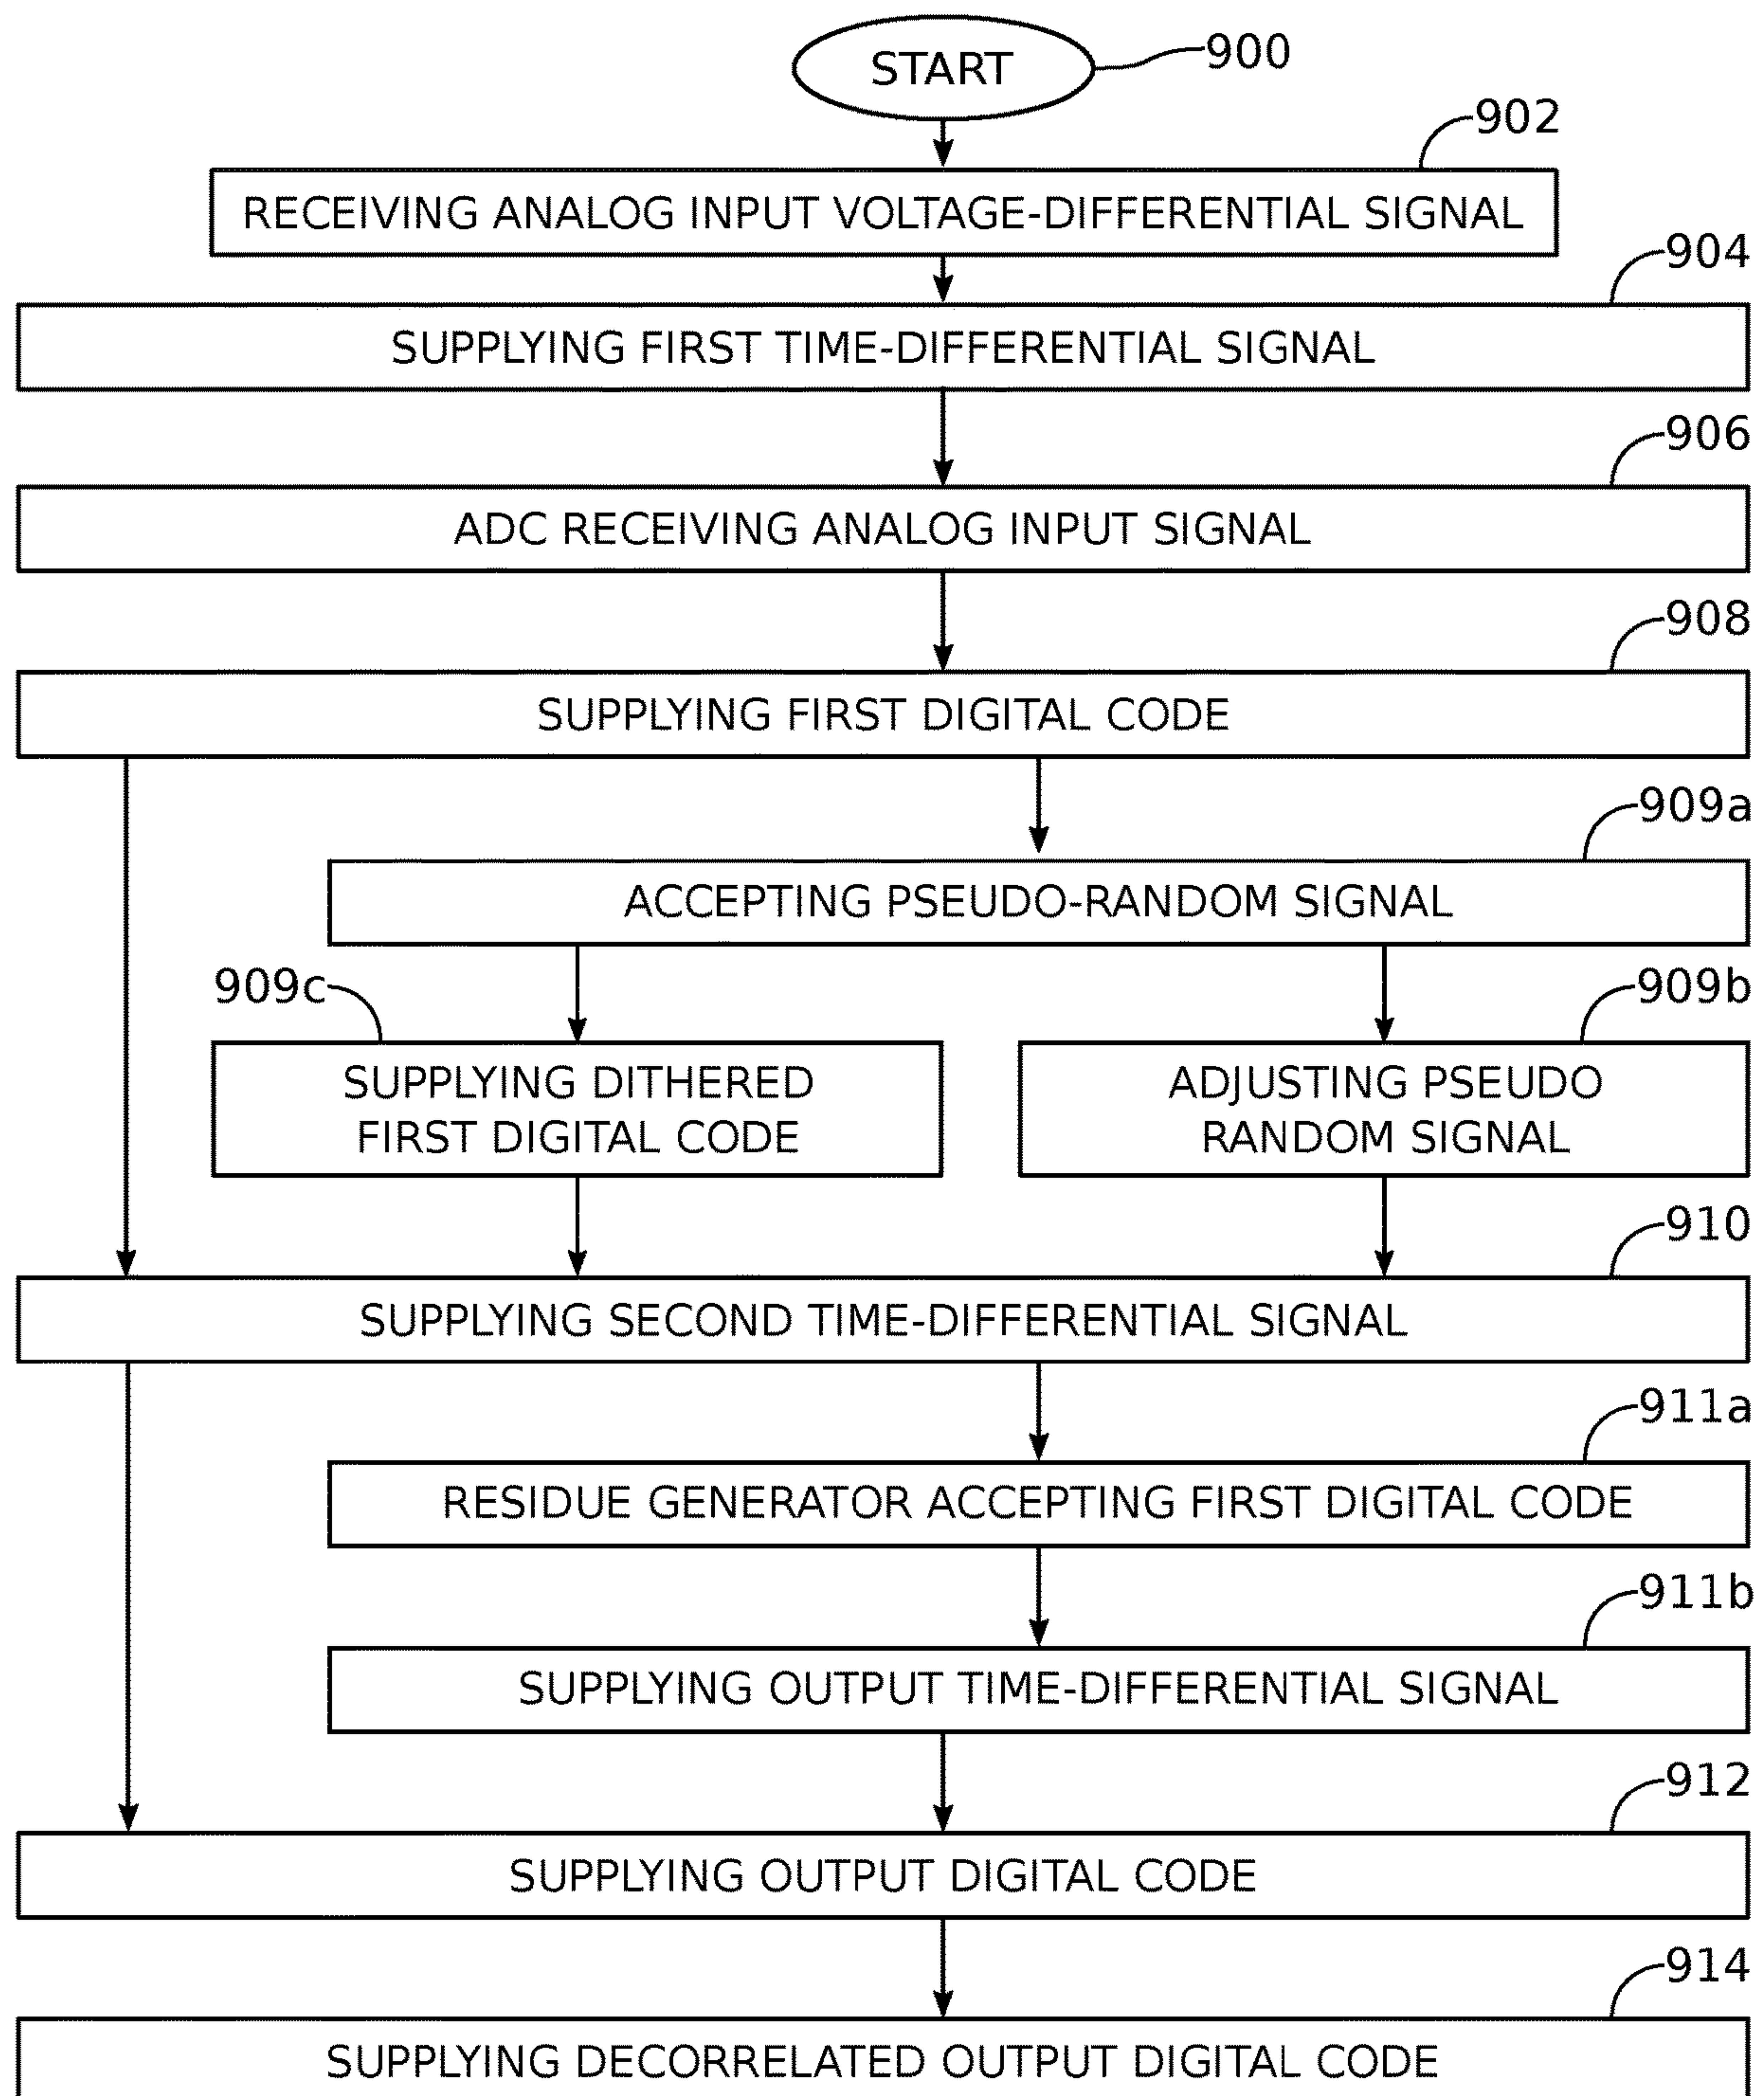 START
900
902
RECEIVING ANALOG INPUT VOLTAGE-DIFFERENTIAL SIGNAL
904
SUPPLYING FIRST TIME-DIFFERENTIAL SIGNAL
906
ADC RECEIVING ANALOG INPUT SIGNAL
908
SUPPLYING FIRST DIGITAL CODE
909a
ACCEPTING PSEUDO-RANDOM SIGNAL
909c
SUPPLYING DITHERED
FIRST DIGITAL CODE
909b
ADJUSTING PSEUDO
RANDOM SIGNAL
910
SUPPLYING SECOND TIME-DIFFERENTIAL SIGNAL
911a
RESIDUE GENERATOR ACCEPTING FIRST DIGITAL CODE
911b
SUPPLYING OUTPUT TIME-DIFFERENTIAL SIGNAL
912
SUPPLYING OUTPUT DIGITAL CODE
914
SUPPLYING DECORRELATED OUTPUT DIGITAL CODE